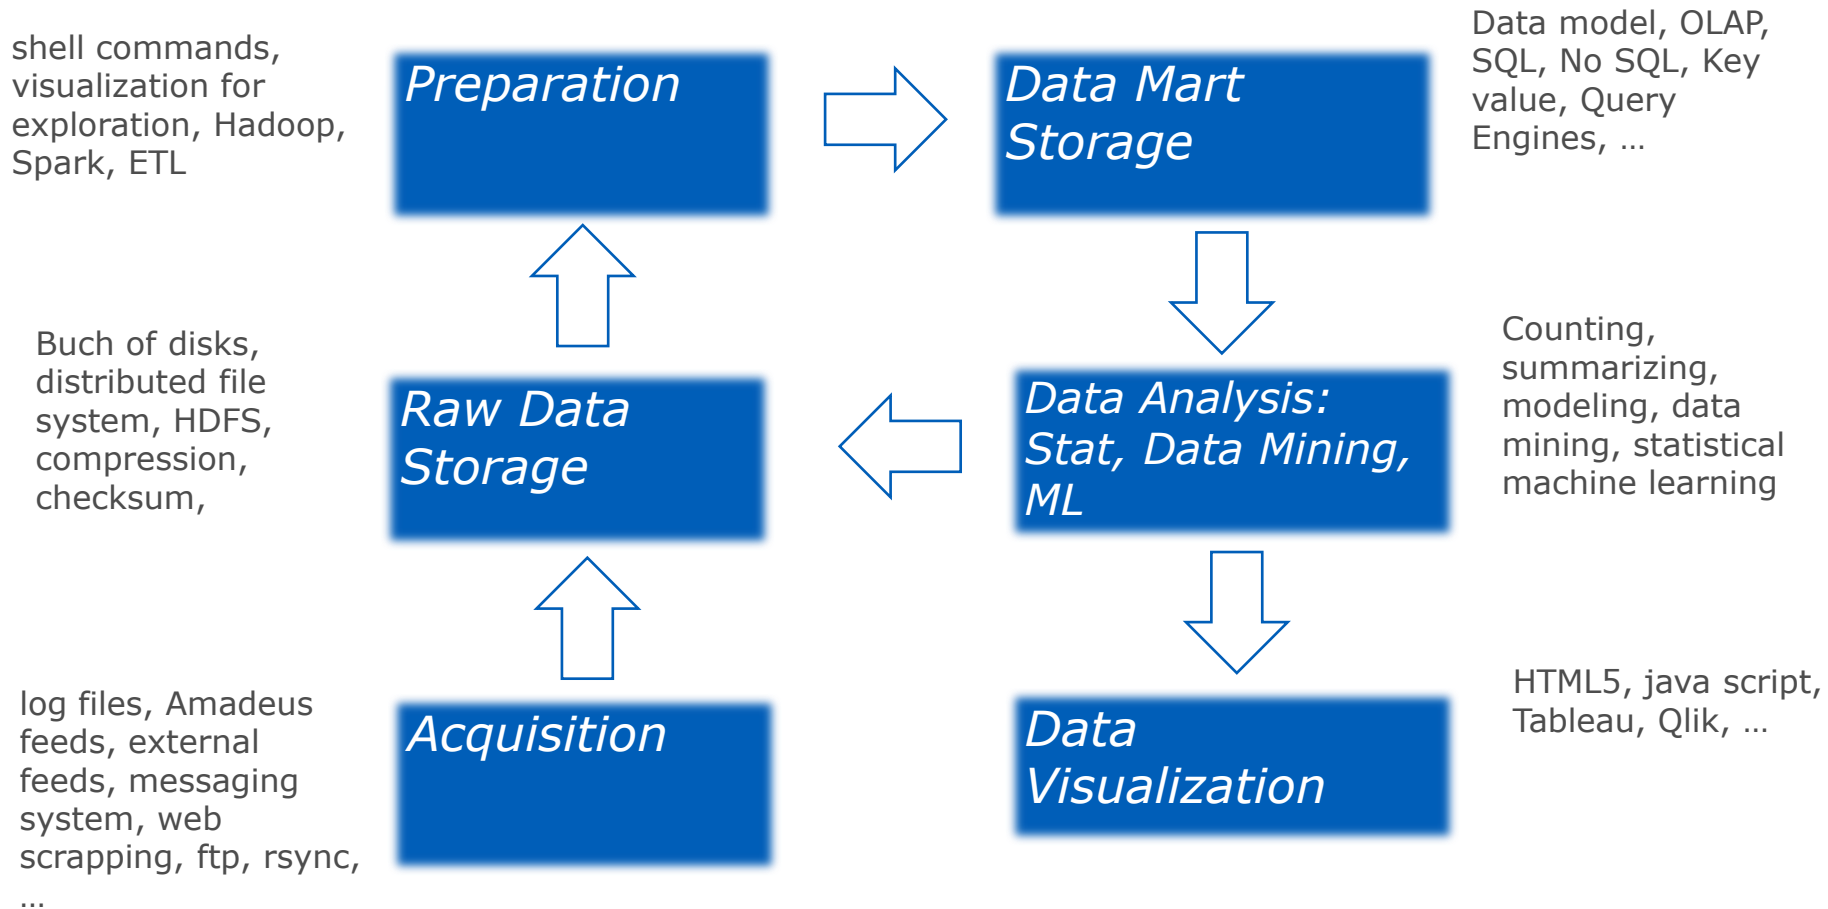 shell commands,
visualization for
exploration, Hadoop,
Spark, ETL
Preparation
Data Mart
Storage
Data model, OLAP,
SQL, No SQL, Key
value, Query
Engines, …
Buch of disks,
distributed file
system, HDFS,
compression,
checksum,
Raw Data
Storage
Data Analysis:
Stat, Data Mining,
ML
Counting,
summarizing,
modeling, data
mining, statistical
machine learning
log files, Amadeus
feeds, external
feeds, messaging
system, web
scrapping, ftp, rsync,
…
Acquisition
Data
Visualization
HTML5, java script,
Tableau, Qlik, …